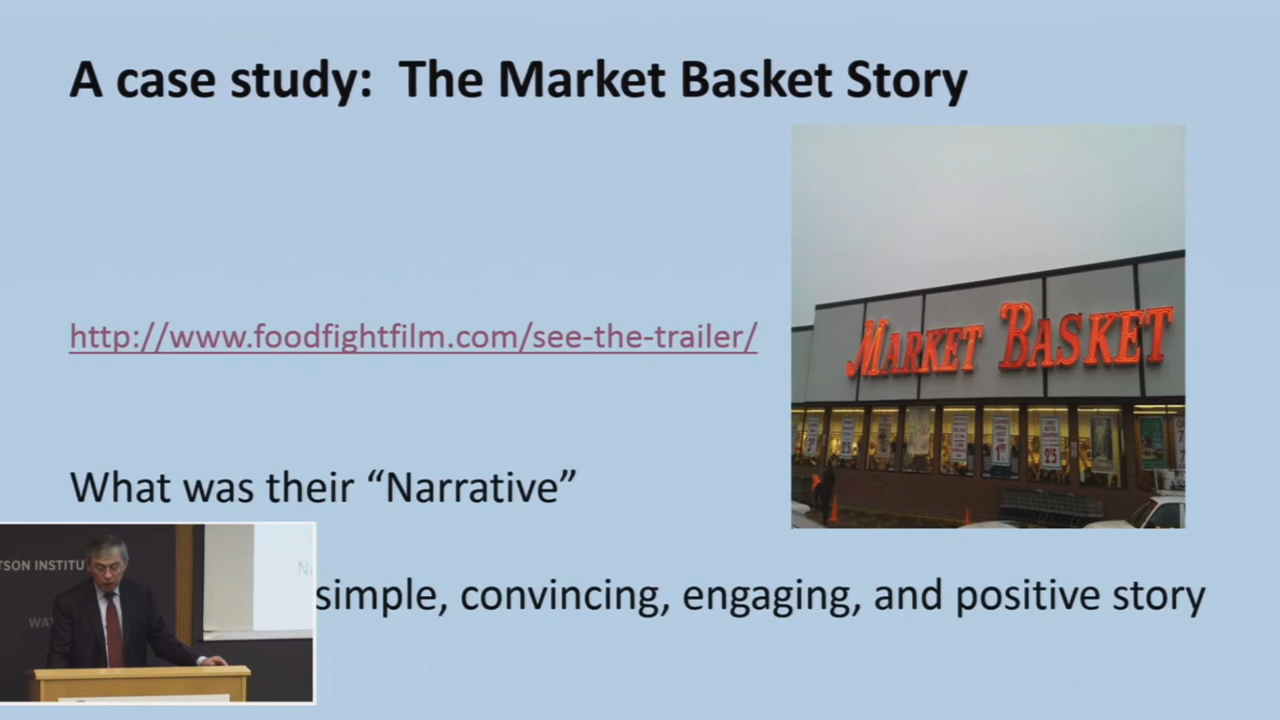 A case study: The Market Basket Story
MARKET BASKET
http://www.foodfightfilm.com/see-the-trailer/
What was their “Narrative”
simple, convincing, engaging, and positive story
TSON INSTITU
WAT